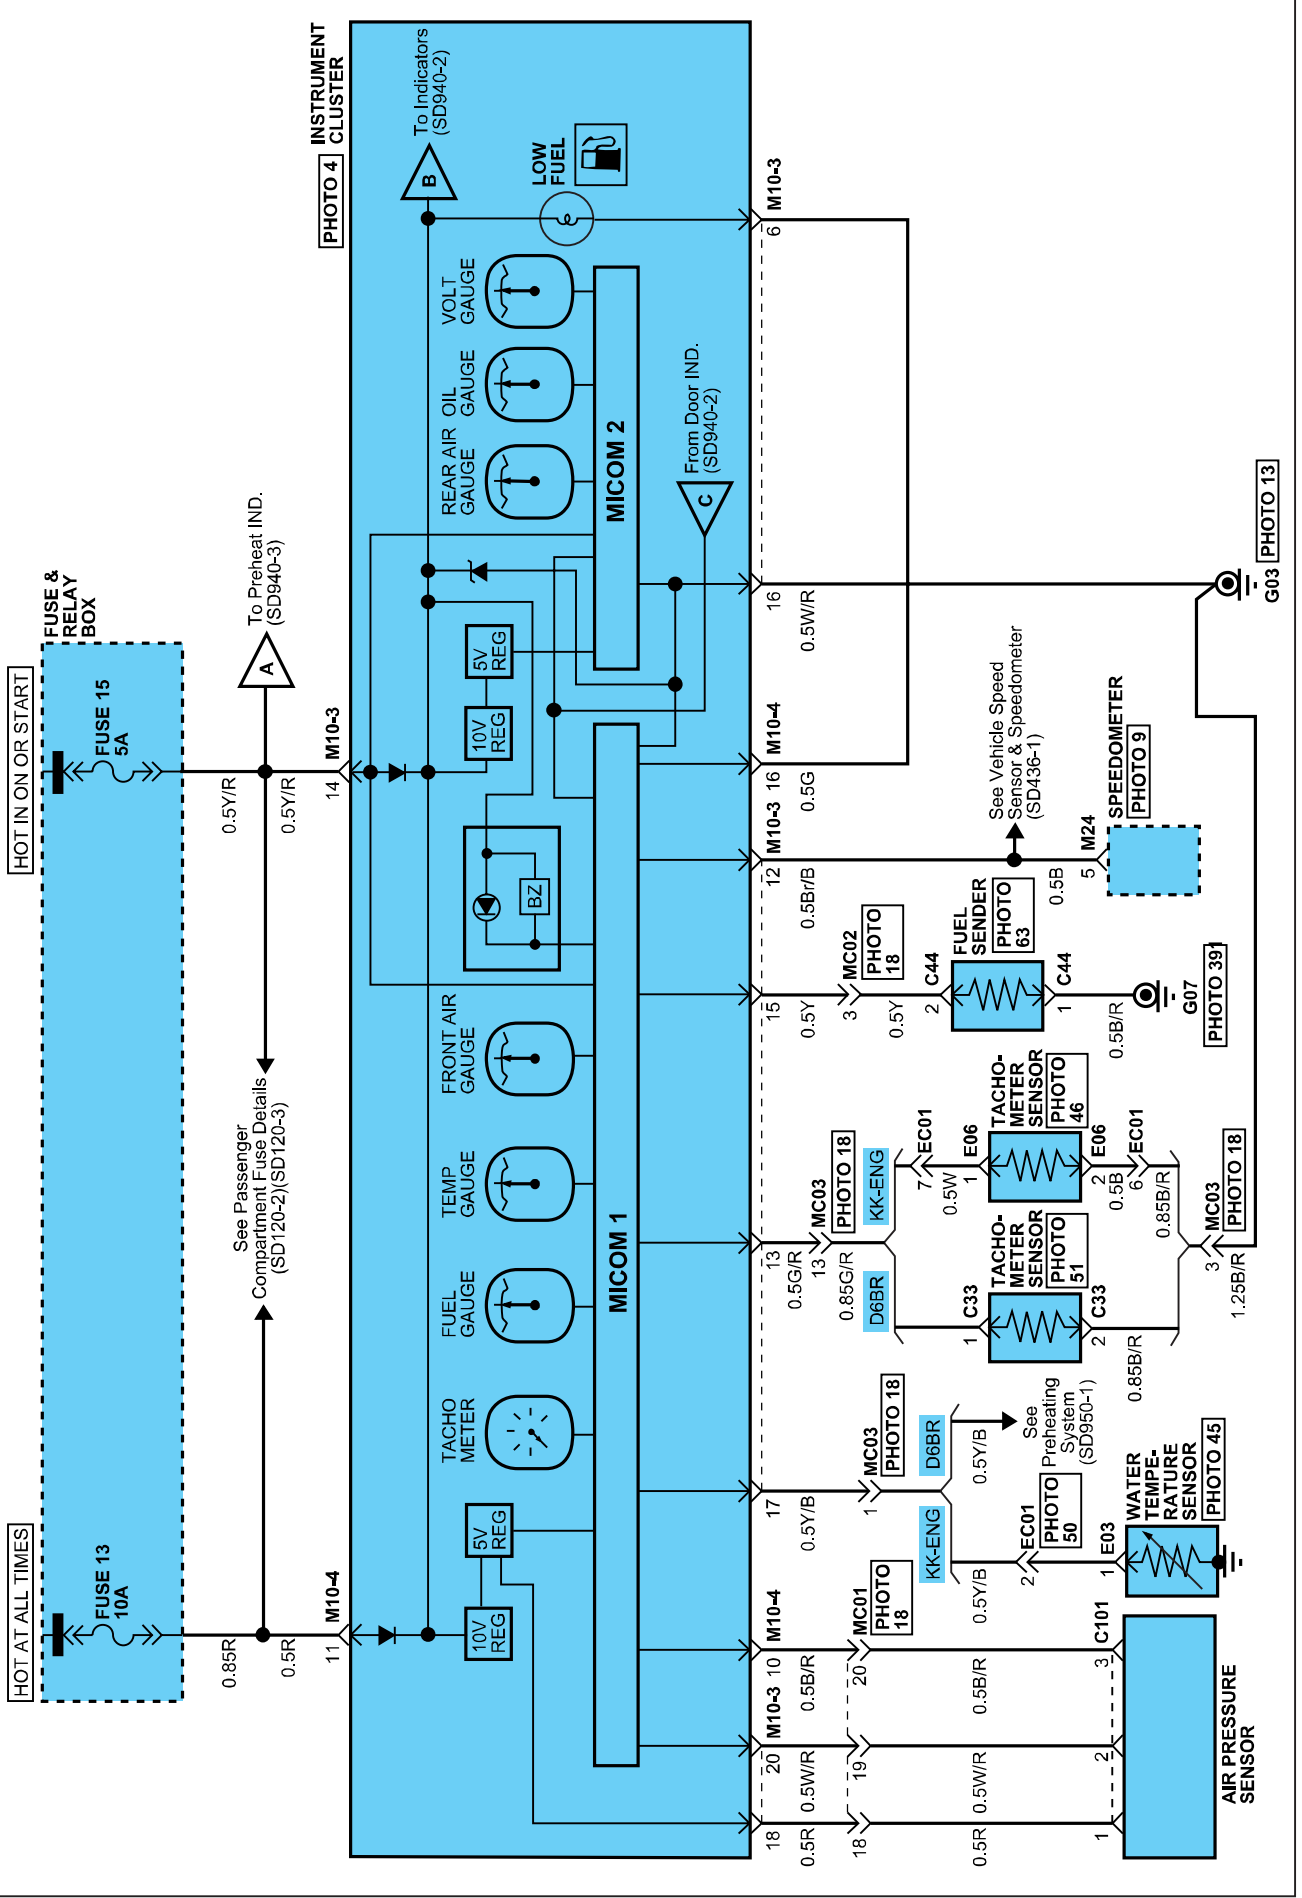 HOT AT ALL TIMES
HOT IN ON OR START
FUSE &
RELAY
BOX
FUSE 13
10A
FUSE 15
5A
0.85R
0.5R
0.5Y/R
0.5Y/R
See Passenger
Compartment Fuse Details
(SD120-2)(SD120-3)
A
To Preheat IND.
(SD940-3)
11
M10-4
14
M10-3
PHOTO 4
INSTRUMENT
CLUSTER
B
To Indicators
(SD940-2)
10V
REG
5V
REG
TACHO
METER
FUEL
GAUGE
TEMP
GAUGE
FRONT AIR
GAUGE
BZ
10V
REG
5V
REG
REAR AIR
GAUGE
OIL
GAUGE
VOLT
GAUGE
LOW
FUEL
MICOM 1
MICOM 2
C
From Door IND.
(SD940-2)
18
20
M10-3
10
M10-4
17
13
15
12
M10-3
16
M10-4
16
6
M10-3
0.5R
0.5W/R
0.5B/R
0.5Y/B
0.5G/R
0.5Y
0.5Br/B
0.5G
0.5W/R
18
19
20
MC01
PHOTO
18
1
MC03
PHOTO 18
13
MC03
PHOTO 18
3
MC02
PHOTO
18
0.85G/R
0.5Y
KK-ENG
D6BR
D6BR
KK-ENG
0.5R
0.5W/R
0.5B/R
0.5Y/B
0.5Y/B
See
Preheating
System
(SD950-1)
2
EC01
PHOTO
50
7
EC01
0.5W
1
C33
1
E06
2
C44
TACHO-
METER
SENSOR
PHOTO
51
TACHO-
METER
SENSOR
PHOTO
46
FUEL
SENDER
PHOTO
63
See Vehicle Speed
Sensor & Speedometer
(SD436-1)
0.5B
5
M24
SPEEDOMETER
PHOTO 9
1
2
3
C101
1
E03
2
C33
2
E06
0.5B
6
EC01
1
C44
0.85B/R
0.85B/R
0.5B/R
AIR PRESSURE
SENSOR
WATER
TEMPE-
RATURE
SENSOR
PHOTO 45
3
MC03
PHOTO 18
1.25B/R
G07
PHOTO 391
G03
PHOTO 13